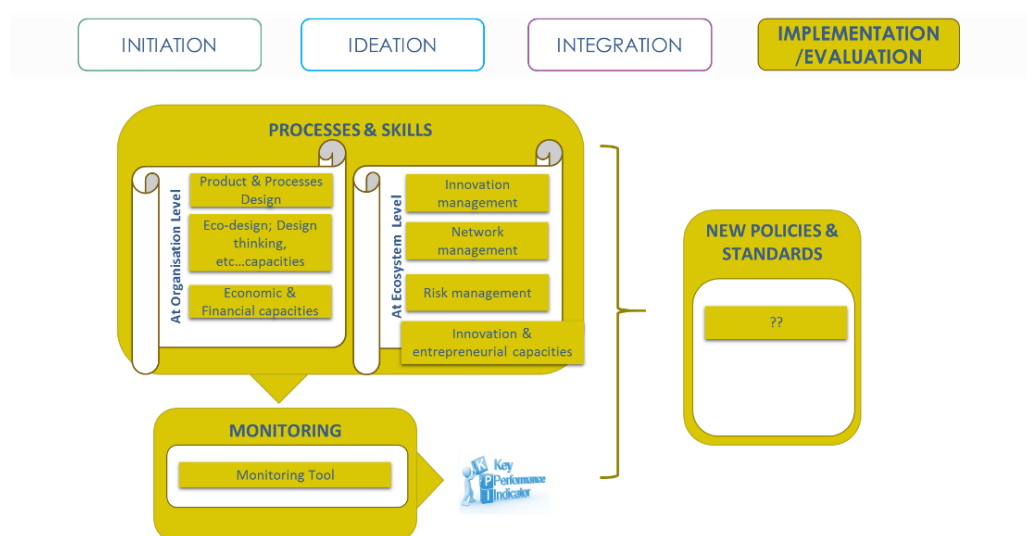 INITIATION
IDEATION
INTEGRATION
IMPLEMENTATION
/EVALUATION
PROCESSES & SKILLS
At Organisation Level
Product & Processes
Design
Eco-design; Design
thinking,
etc...capacities
Economic &
Financial capacities
At Ecosystem Level
Innovation
management
Network
management
Risk management
Innovation &
entrepreneurial capacities
NEW POLICIES &
STANDARDS
??
MONITORING
Monitoring Tool
Key
Performance
Indicator
K
P
I